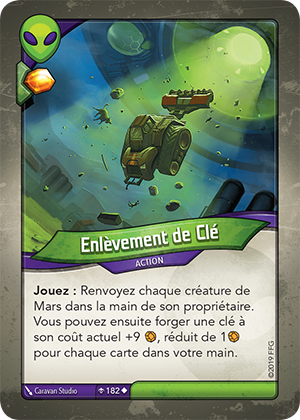 Enlèvement de Clé
ACTION
Jouez : Renvoyez chaque créature de
Mars dans la main de son propriétaire.
Vous pouvez ensuite forger une clé à
son coût actuel +9 , réduit de 1
pour chaque carte dans votre main.
Caravan Studio
182
©2019 FFG